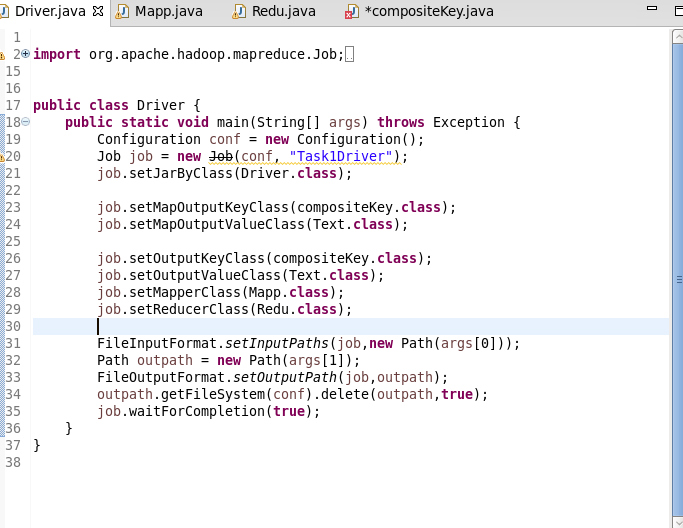 Driver.java Mapp.java Redu.java *compositeKey.java
1
2 import org.apache.hadoop.mapreduce.Job;
15
16
17 public class Driver {
18 public static void main(String[] args) throws Exception {
19 Configuration conf = new Configuration();
20 Job job = new Job(conf, "Task1Driver");
21 job.setJarByClass(Driver.class);
22
23 job.setMapOutputKeyClass(compositeKey.class);
24 job.setMapOutputValueClass(Text.class);
25
26 job.setOutputKeyClass(compositeKey.class);
27 job.setOutputValueClass(Text.class);
28 job.setMapperClass(Mapp.class);
29 job.setReducerClass(Redu.class);
30
31 FileInputFormat.setInputPaths(job,new Path(args[0]));
32 Path outpath = new Path(args[1]);
33 FileOutputFormat.setOutputPath(job,outpath);
34 outpath.getFileSystem(conf).delete(outpath,true);
35 job.waitForCompletion(true);
36 }
37 }
38